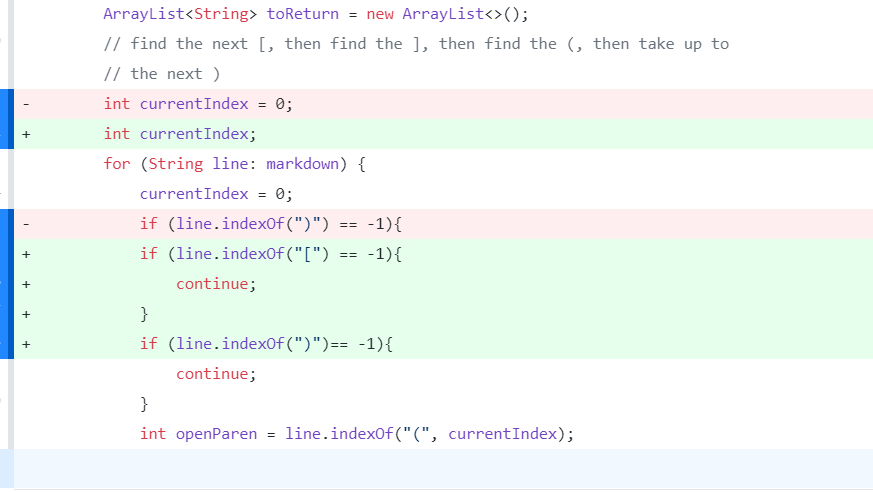 ArrayList<String> toReturn = new ArrayList<>();
// find the next [, then find the ], then find the (, then take up to
// the next )
- int currentIndex = 0;
+ int currentIndex;
for (String line: markdown) {
currentIndex = 0;
- if (line.indexOf(")") == -1){
+ if (line.indexOf("[") == -1){
+ continue;
+ }
+ if (line.indexOf(")")== -1){
continue;
}
int openParen = line.indexOf("(", currentIndex);